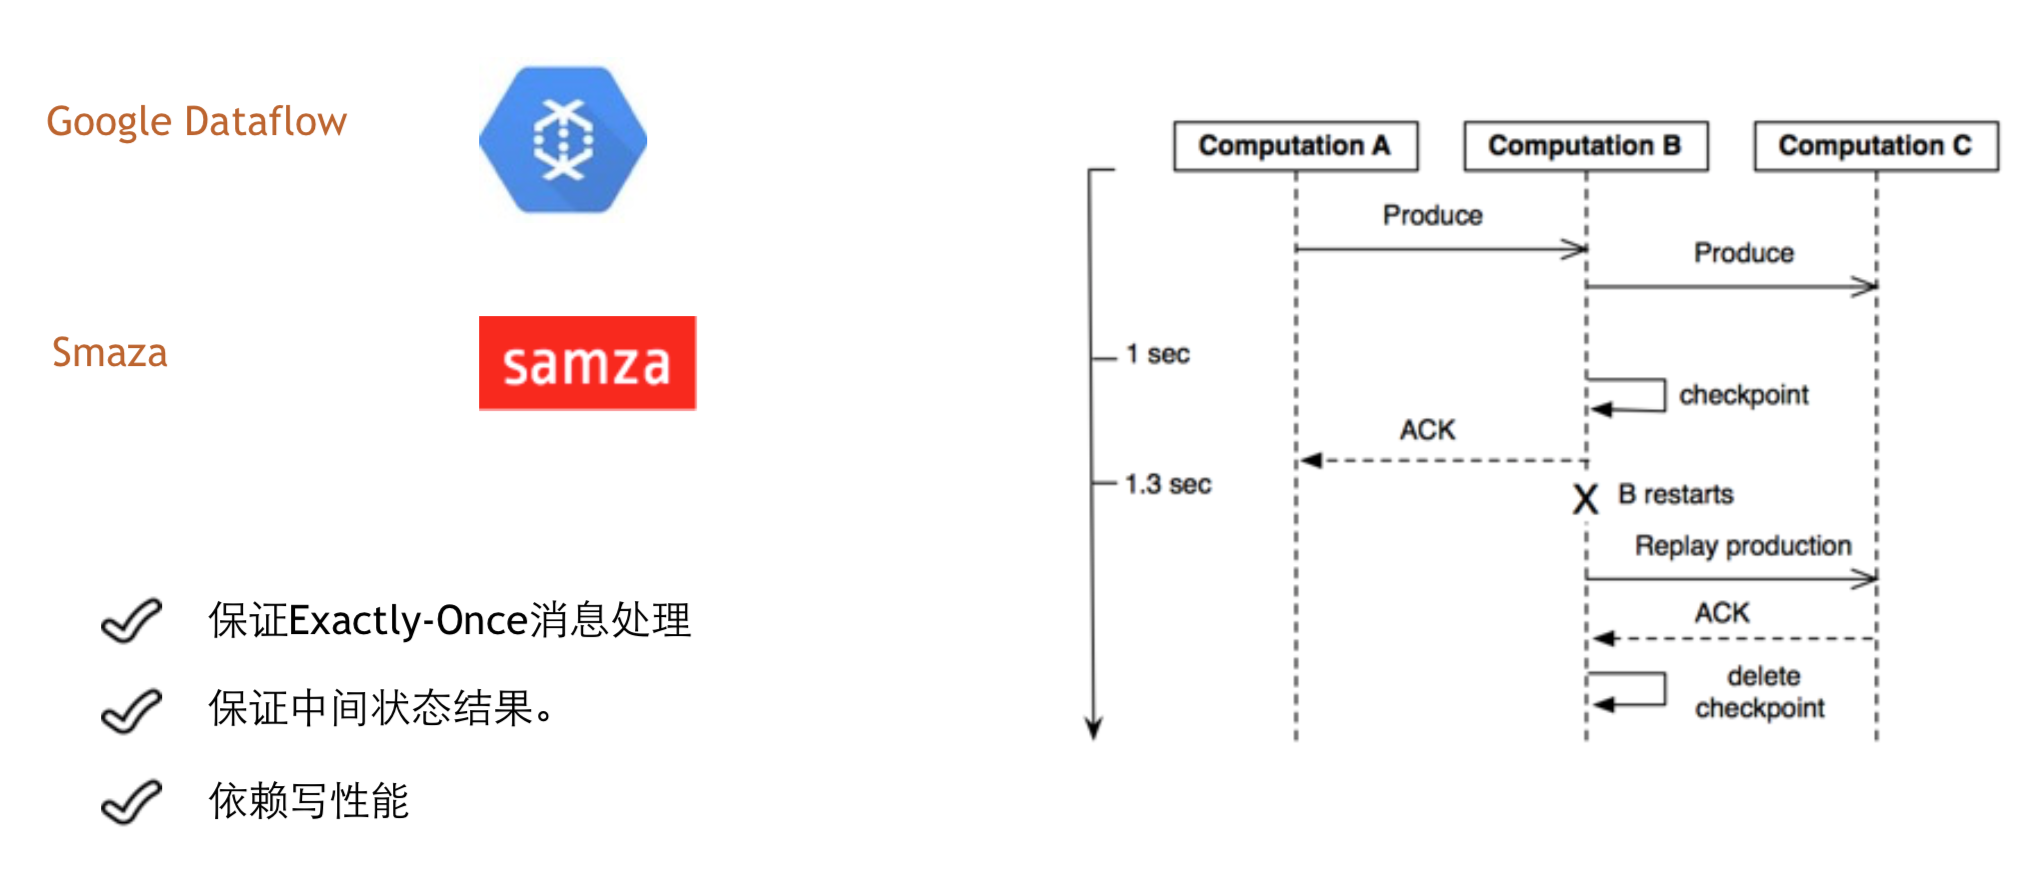 Google Dataflow
Smaza
samza
保证Exactly-Once消息处理
保证中间状态结果。
依赖写性能
Computation A
Computation B
Computation C
Produce
Produce
1 sec
checkpoint
ACK
1.3 sec
X
B restarts
Replay production
ACK
delete
checkpoint